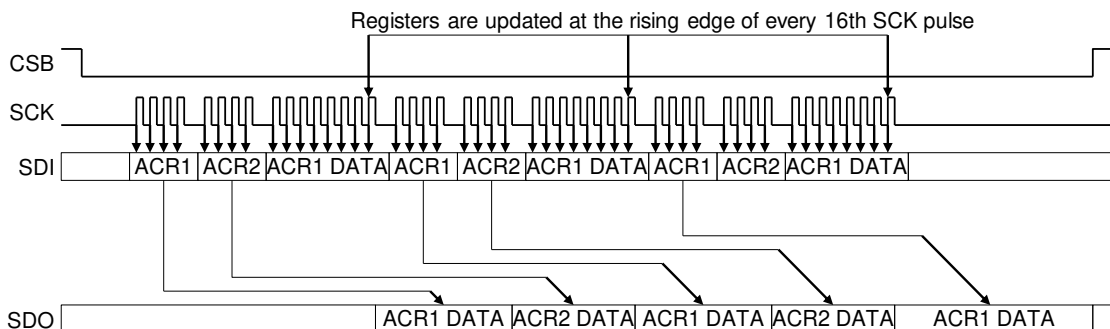 Registers are updated at the rising edge of every 16th SCK pulse
CSB
SCK
SDI ACR1 ACR2 ACR1 DATA ACR1 ACR2 ACR1 DATA ACR1 ACR2 ACR1 DATA
SDO ACR1 DATA ACR2 DATA ACR1 DATA ACR2 DATA ACR1 DATA